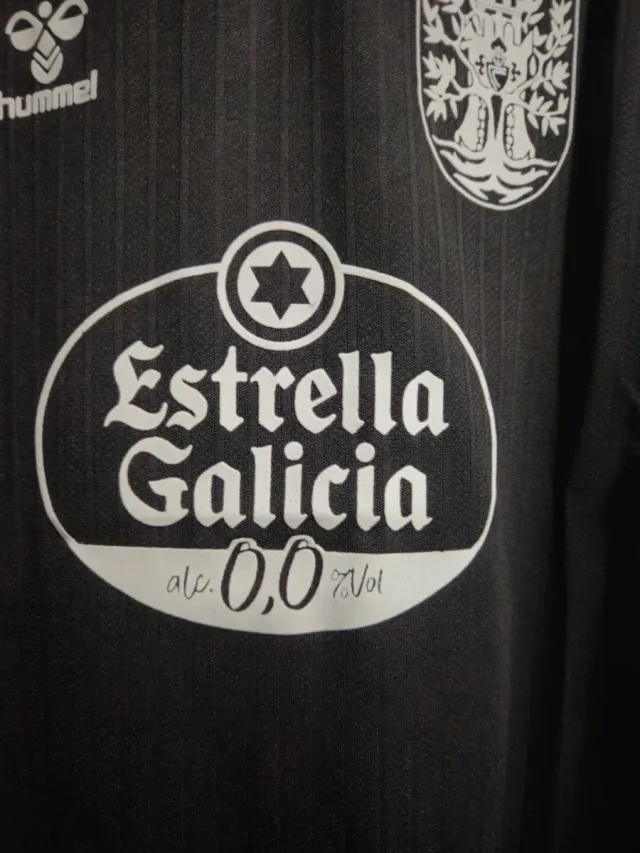 hummel
Estrella
Galicia
alc. 0,0 %Vol